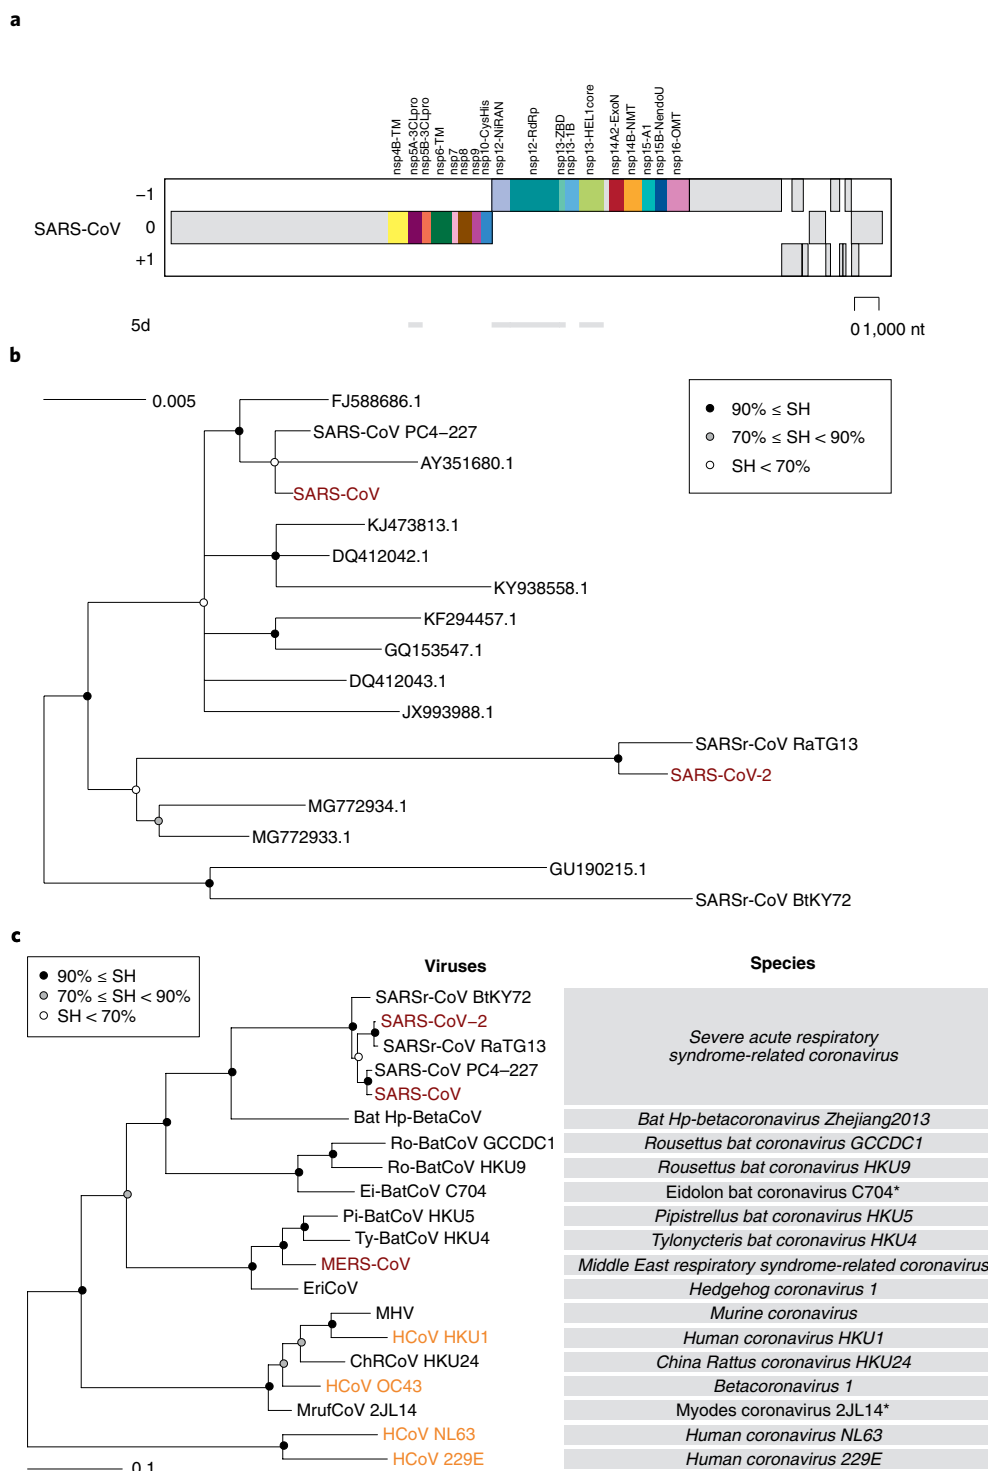 a
nsp4B-TM
nsp5A-3CLpro
nsp5B-3CLpro
nsp6-TM
nsp7
nsp8
nsp9
nsp10-CysHis
nsp12-NiRAN
nsp12-RdRp
nsp13-ZBD
nsp13-1B
nsp13-HEL1core
nsp14A2-ExoN
nsp14B-NMT
nsp15-A1
nsp15B-NendoU
nsp16-OMT
−1
SARS-CoV 0
+1
5d
0 1,000 nt
b
0.005
90% ≤ SH
70% ≤ SH < 90%
SH < 70%
FJ588686.1
SARS-CoV PC4−227
AY351680.1
SARS-CoV
KJ473813.1
DQ412042.1
KY938558.1
KF294457.1
GQ153547.1
DQ412043.1
JX993988.1
SARSr-CoV RaTG13
SARS-CoV-2
MG772934.1
MG772933.1
GU190215.1
SARSr-CoV BtKY72
c
90% ≤ SH
70% ≤ SH < 90%
SH < 70%
Viruses Species
SARSr-CoV BtKY72
SARS-CoV−2
SARSr-CoV RaTG13
SARS-CoV PC4−227
SARS-CoV
Severe acute respiratory
syndrome-related coronavirus
Bat Hp-BetaCoV Bat Hp-betacoronavirus Zhejiang2013
Ro-BatCoV GCCDC1 Rousettus bat coronavirus GCCDC1
Ro-BatCoV HKU9 Rousettus bat coronavirus HKU9
Ei-BatCoV C704 Eidolon bat coronavirus C704*
Pi-BatCoV HKU5 Pipistrellus bat coronavirus HKU5
Ty-BatCoV HKU4 Tylonycteris bat coronavirus HKU4
MERS-CoV Middle East respiratory syndrome-related coronavirus
EriCoV Hedgehog coronavirus 1
MHV Murine coronavirus
HCoV HKU1 Human coronavirus HKU1
ChRCoV HKU24 China Rattus coronavirus HKU24
HCoV OC43 Betacoronavirus 1
MrufCoV 2JL14 Myodes coronavirus 2JL14*
HCoV NL63 Human coronavirus NL63
HCoV 229E Human coronavirus 229E
0.1